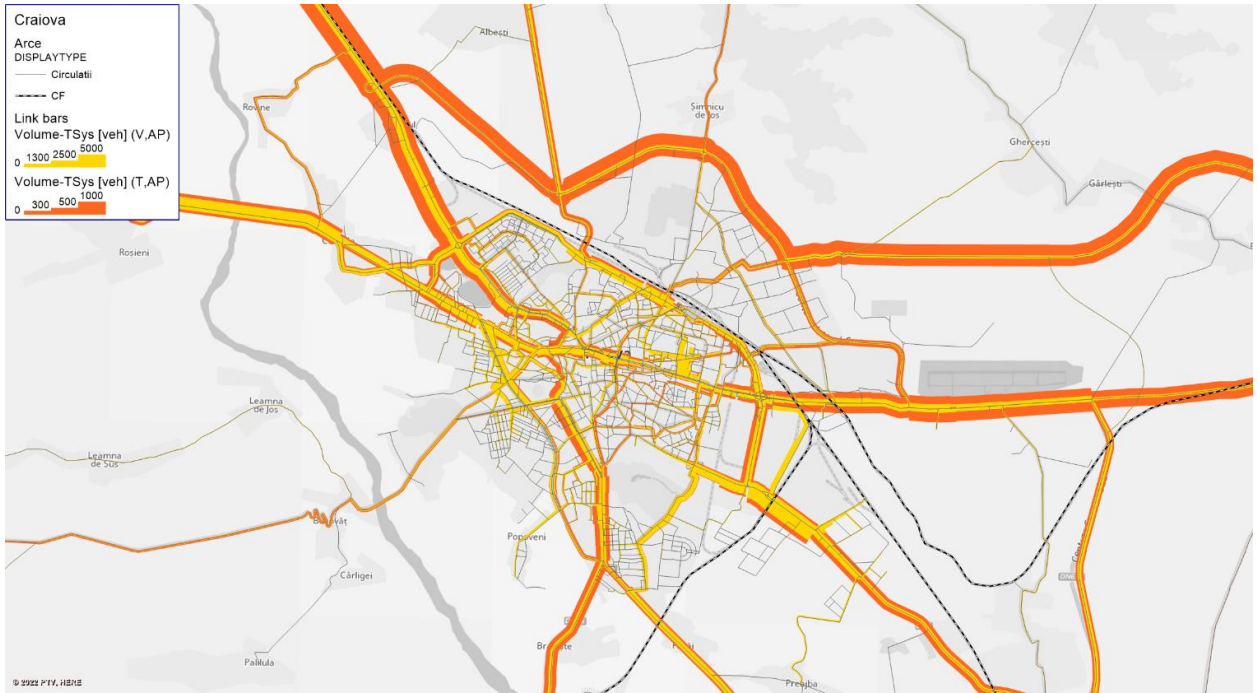 Craiova
Arce
DISPLAYTYPE
Circulatii
CF
Link bars
Volume-TSys [veh] (V,AP)
0 1300 2500 5000
Volume-TSys [veh] (T,AP)
0 300 500 1000
Albești
Rovine
Șimnicu
de Jos
Ghercești
Gârlești
Rosieni
Leamna
de Jos
Leamna
de Sus
Cârligei
Popoveni
Palilula
Preajba
© 2022 PTV, HERE